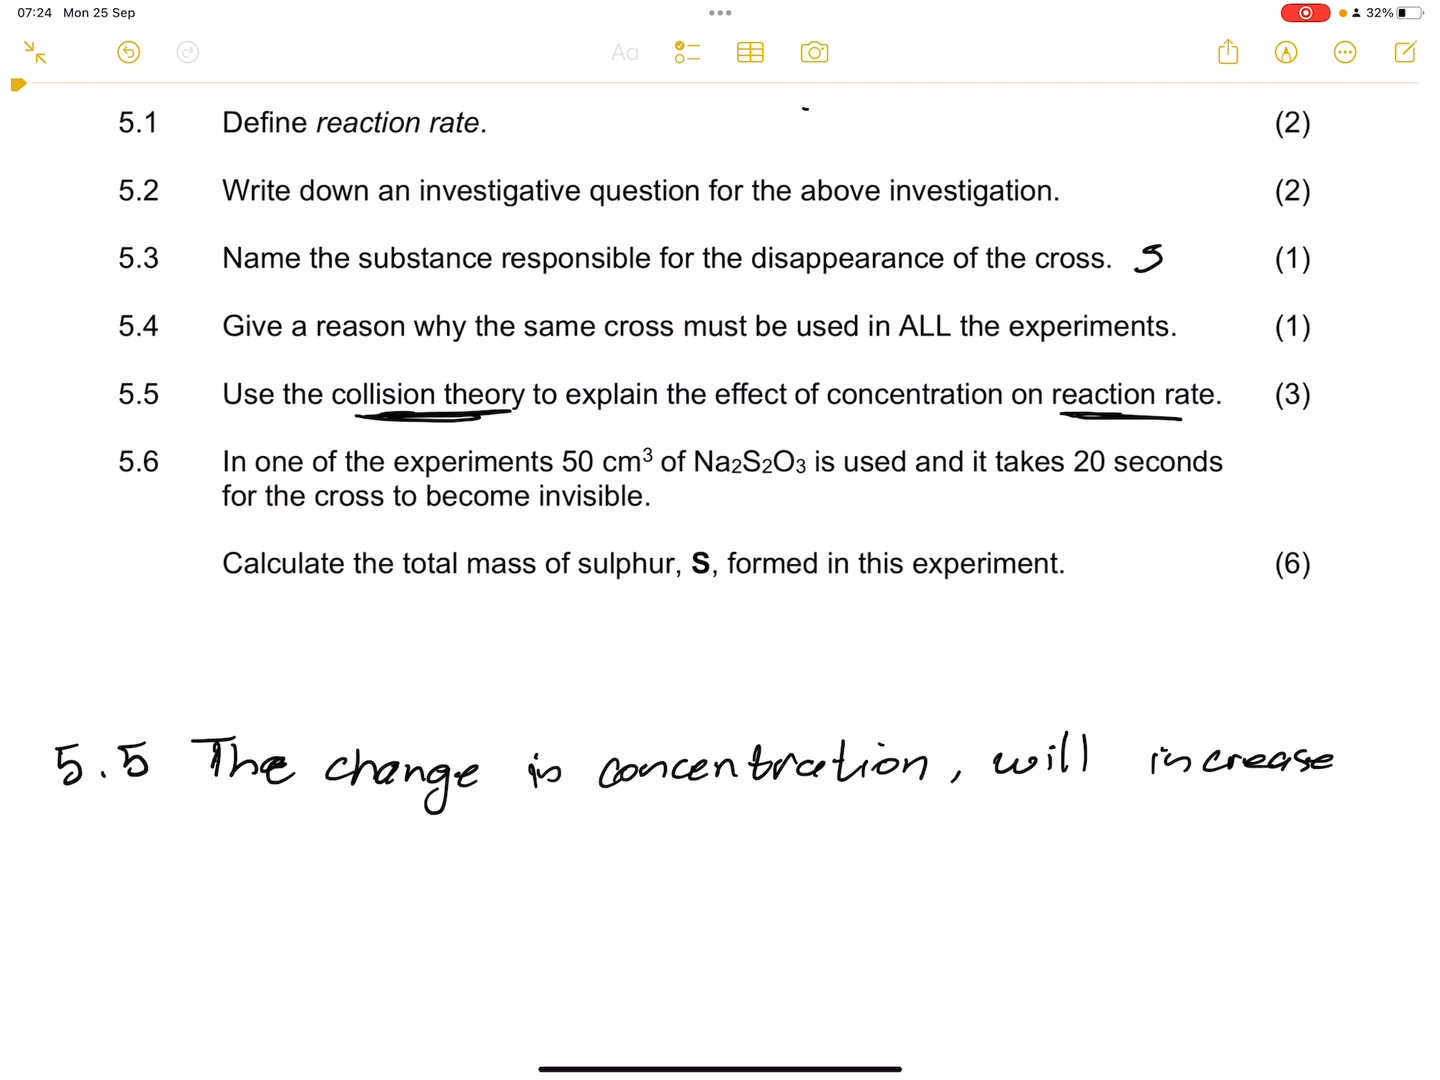 07:24 Mon 25 Sep 32%
Aa
5.1 Define reaction rate. (2)
5.2 Write down an investigative question for the above investigation. (2)
5.3 Name the substance responsible for the disappearance of the cross. S (1)
5.4 Give a reason why the same cross must be used in ALL the experiments. (1)
5.5 Use the collision theory to explain the effect of concentration on reaction rate. (3)
5.6 In one of the experiments 50 cm³ of Na₂S₂O₃ is used and it takes 20 seconds
for the cross to become invisible.
Calculate the total mass of sulphur, S, formed in this experiment. (6)
5.5 The change in concentration, will increase